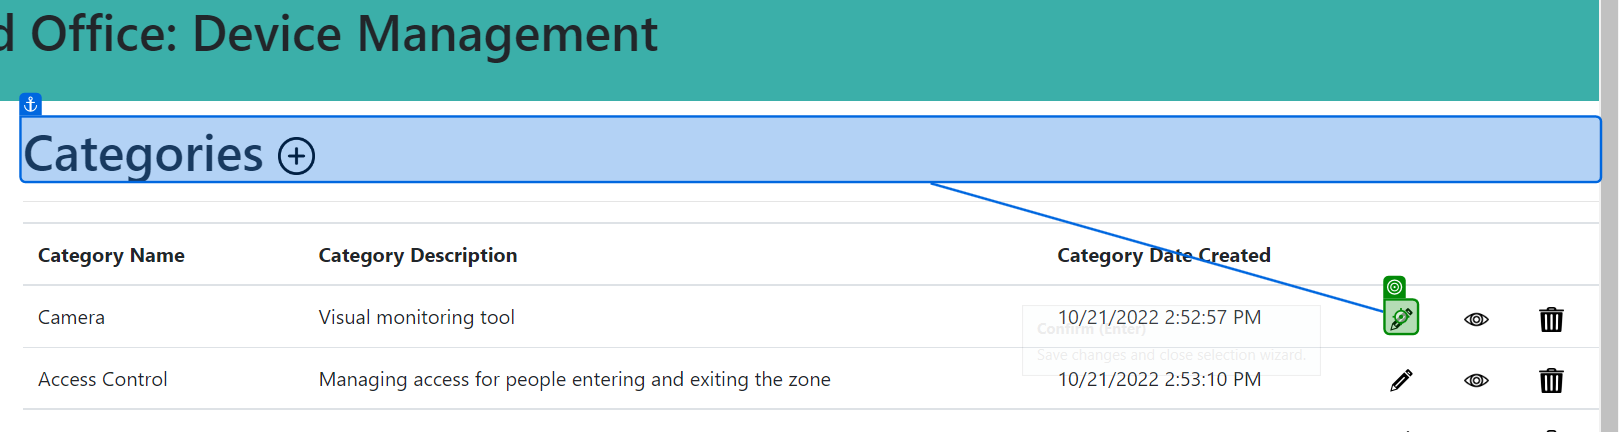 d Office: Device Management
Categories
Category Name Category Description Category Date Created
Camera Visual monitoring tool 10/21/2022 2:52:57 PM
Confirm (Enter)
Save changes and close selection wizard.
Access Control Managing access for people entering and exiting the zone 10/21/2022 2:53:10 PM